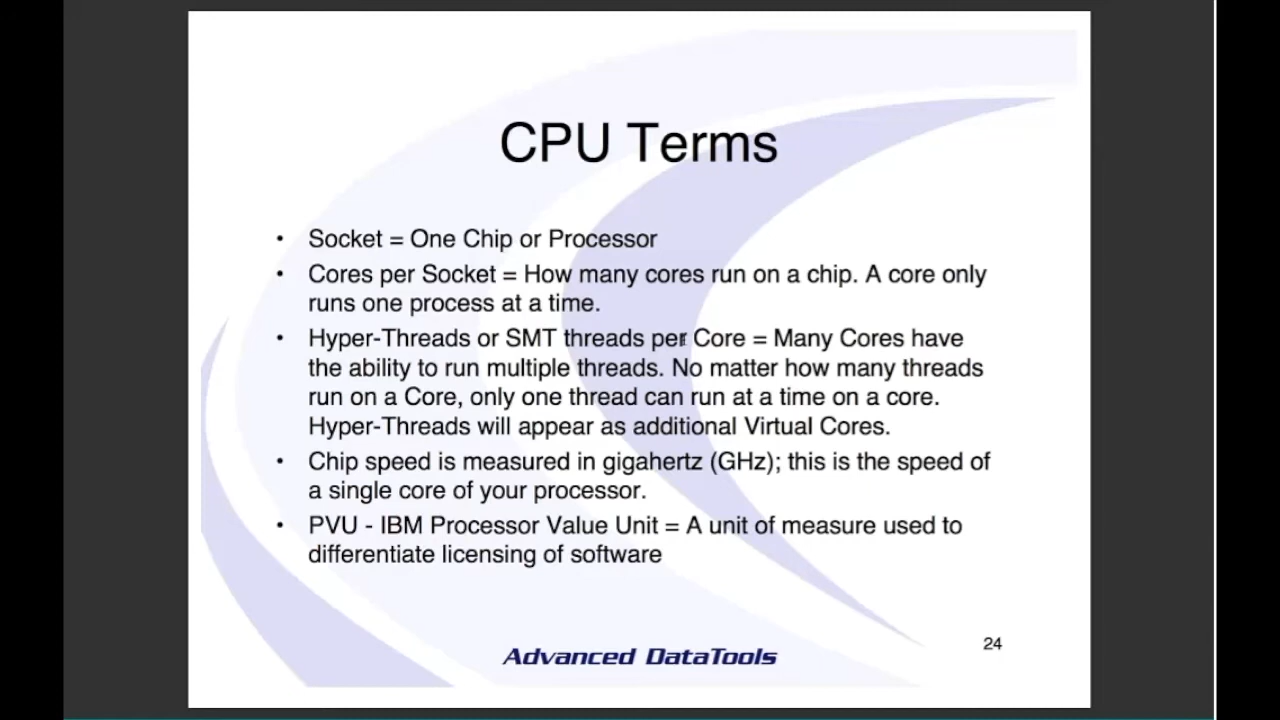 CPU Terms
• Socket = One Chip or Processor
• Cores per Socket = How many cores run on a chip. A core only
runs one process at a time.
• Hyper-Threads or SMT threads per Core = Many Cores have
the ability to run multiple threads. No matter how many threads
run on a Core, only one thread can run at a time on a core.
Hyper-Threads will appear as additional Virtual Cores.
• Chip speed is measured in gigahertz (GHz); this is the speed of
a single core of your processor.
• PVU - IBM Processor Value Unit = A unit of measure used to
differentiate licensing of software
24
Advanced DataTools